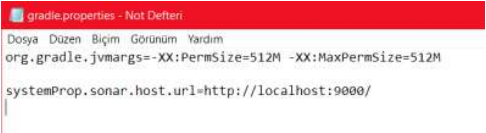 gradle.properties - Not Defteri
Dosya Düzen Biçim Görünüm Yardım
org.gradle.jvmargs=-XX:PermSize=512M -XX:MaxPermSize=512M
systemProp.sonar.host.url=http://localhost:9000/